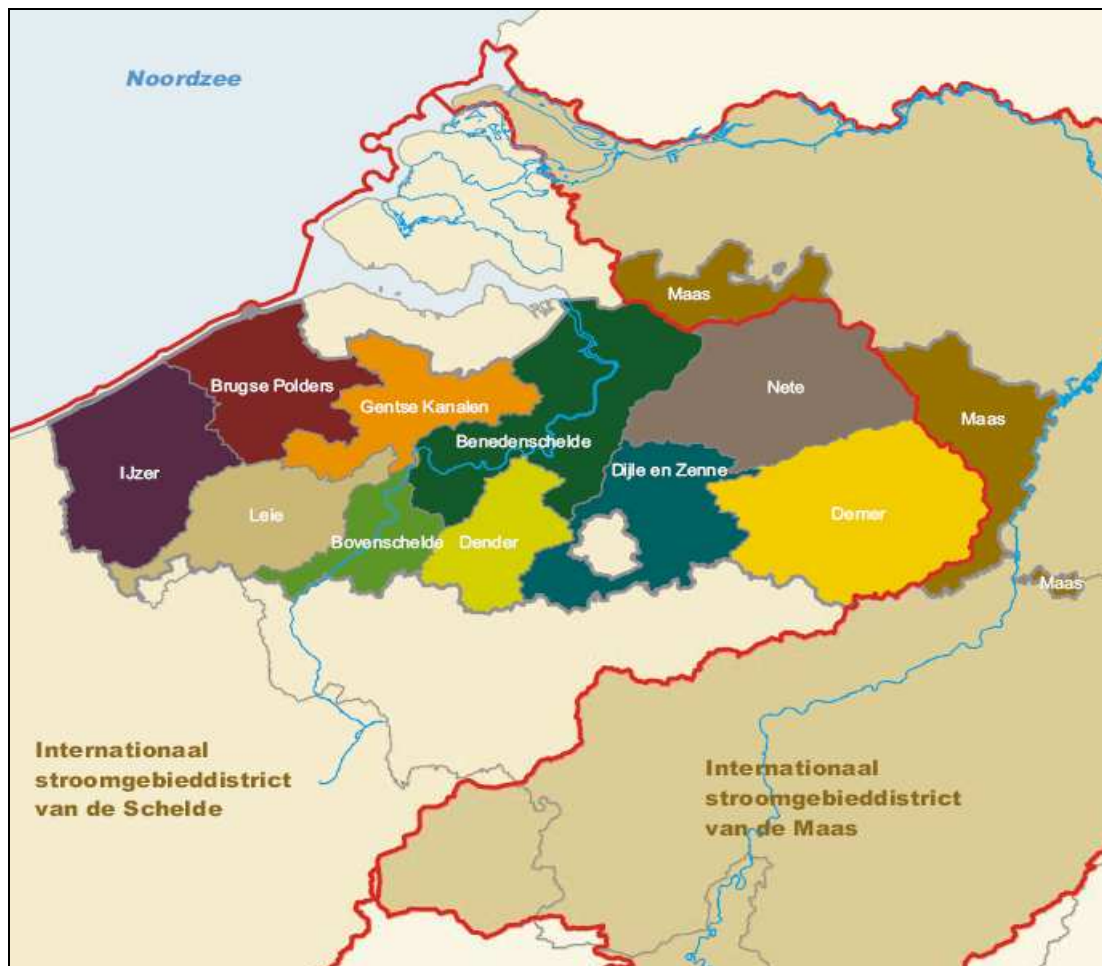 Noordzee
Maas
Brugse Polders
Gentse Kanalen
Nete
Maas
Benedenschelde
IJzer
Dijle en Zenne
Leie
Demer
Bovenschelde
Dender
Maas
Internationaal
stroomgebieddistrict
van de Schelde
Internationaal
stroomgebieddistrict
van de Maas